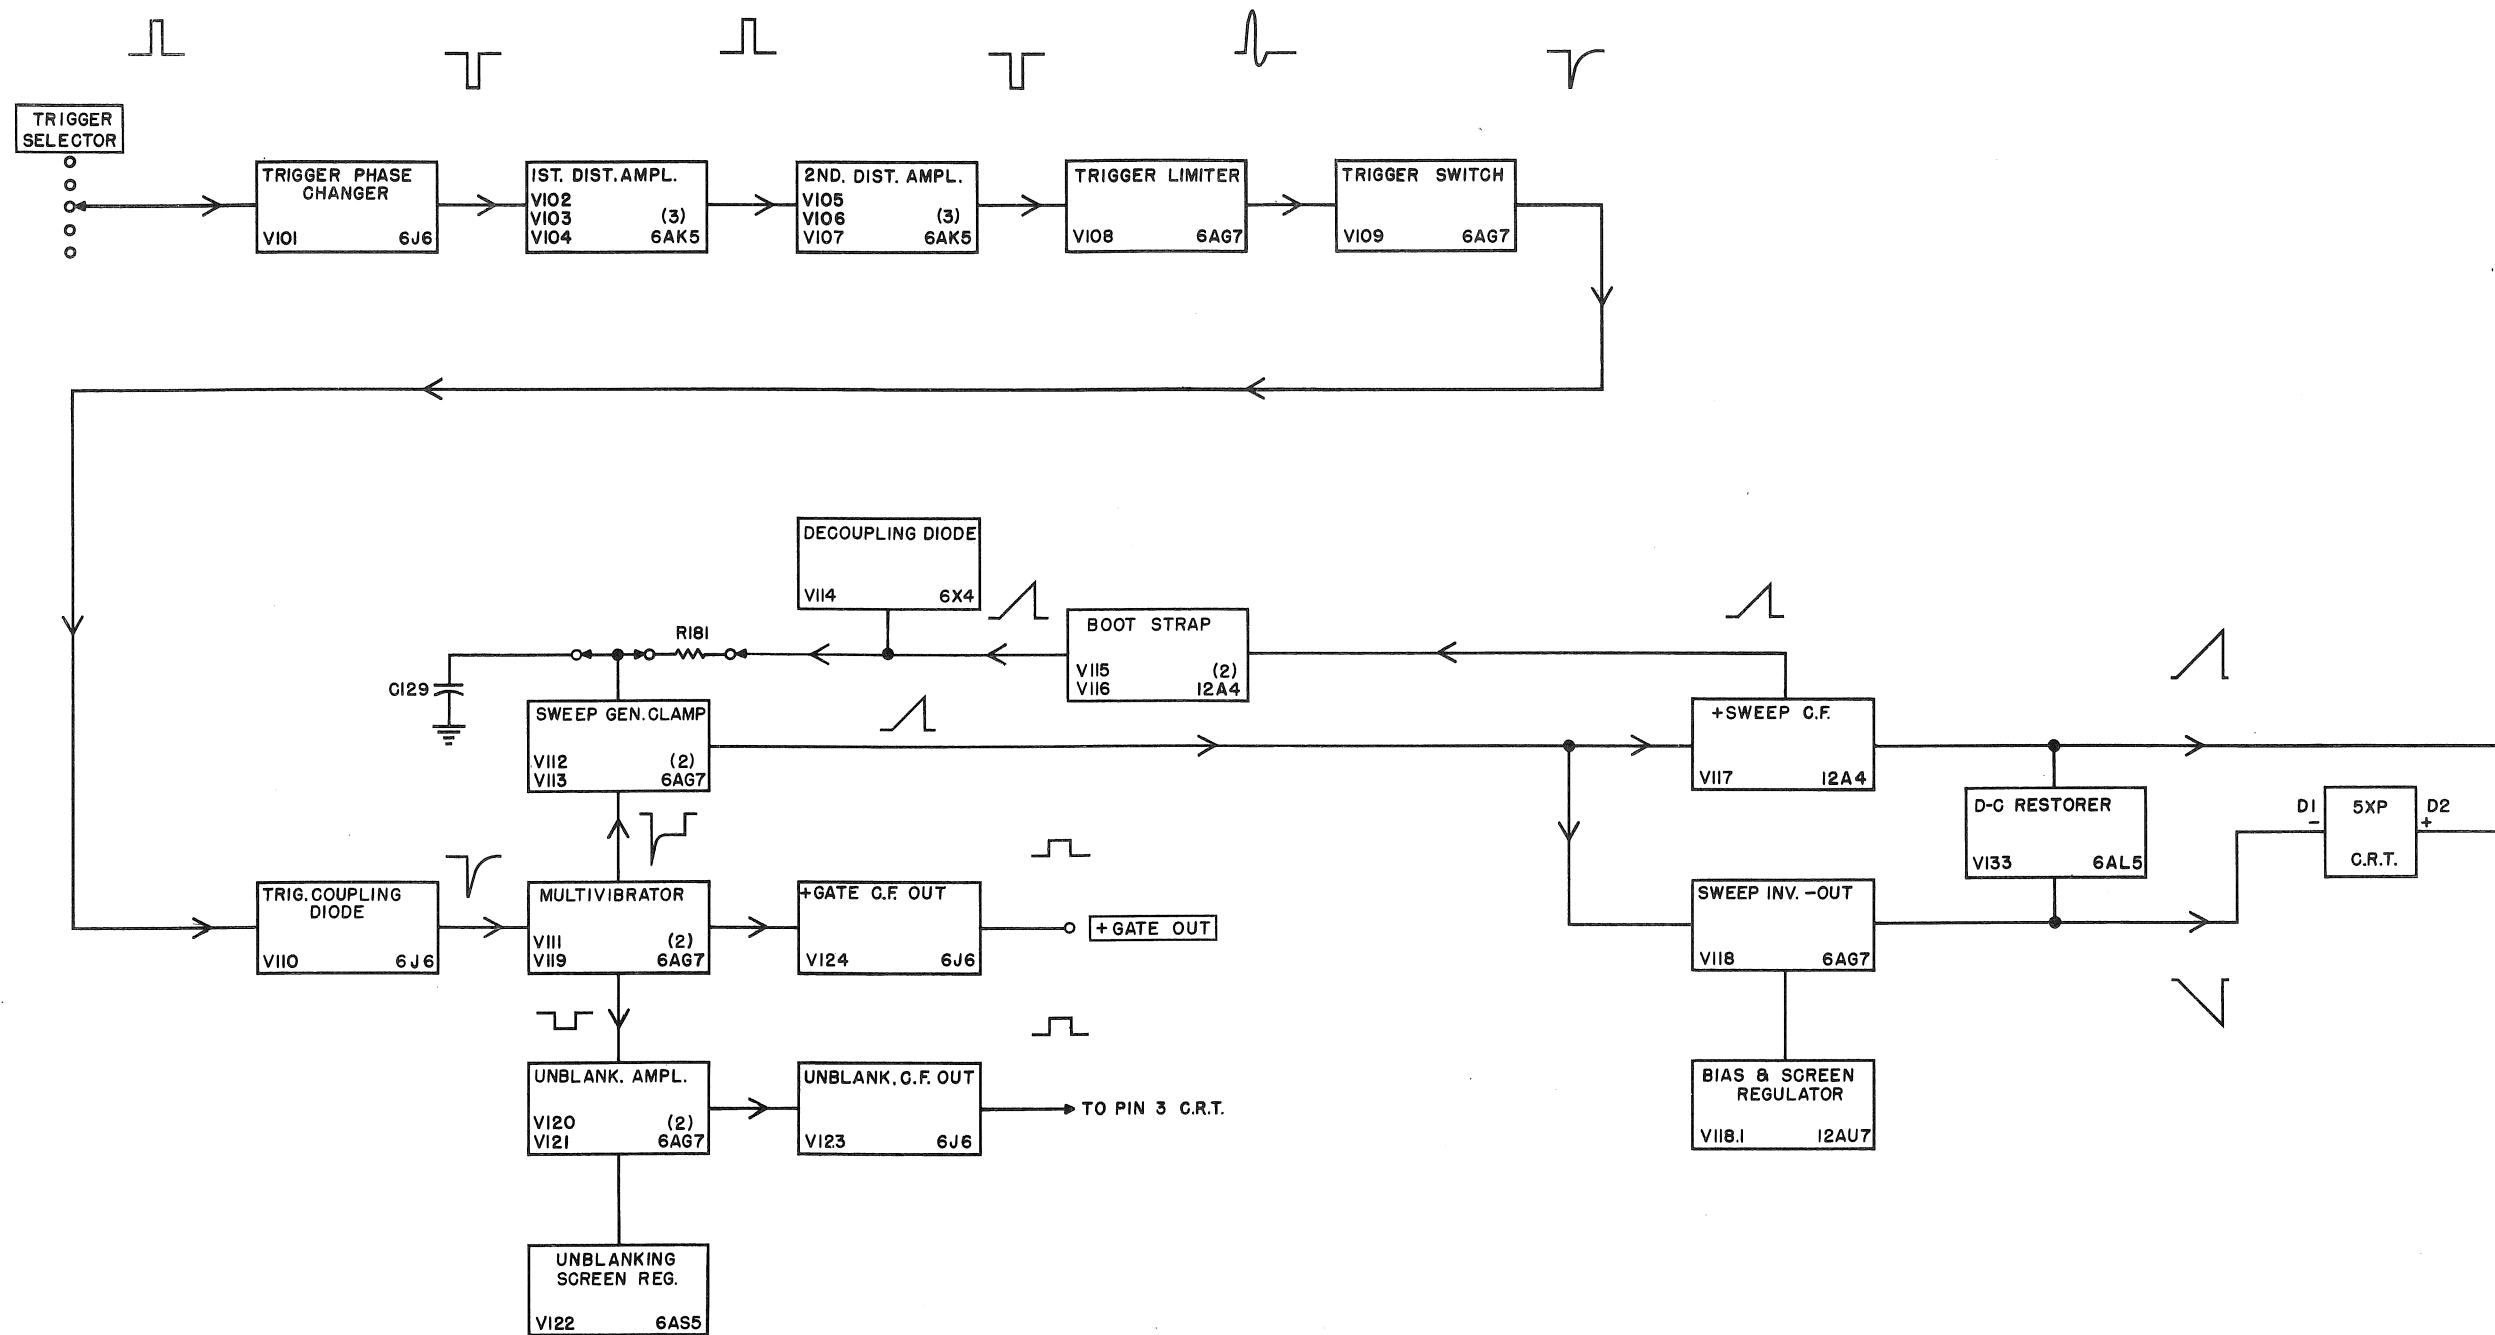 TRIGGER
SELECTOR
TRIGGER PHASE
CHANGER
V101 6J6
1ST. DIST. AMPL.
V102
V103 (3)
V104 6AK5
2ND. DIST. AMPL.
V105
V106 (3)
V107 6AK5
TRIGGER LIMITER
V108 6AG7
TRIGGER SWITCH
V109 6AG7
DECOUPLING DIODE
V114 6X4
R181
C129
BOOT STRAP
V115 (2)
V116 12A4
SWEEP GEN. CLAMP
V112 (2)
V113 6AG7
+SWEEP C.F.
V117 12A4
D-C RESTORER
V133 6AL5
D1
-
5XP
C.R.T.
D2
+
TRIG. COUPLING
DIODE
V110 6J6
MULTIVIBRATOR
V111 (2)
V119 6AG7
+GATE C.F. OUT
V124 6J6
+ GATE OUT
SWEEP INV. -OUT
V118 6AG7
UNBLANK. AMPL.
V120 (2)
V121 6AG7
UNBLANK. C.F. OUT
V123 6J6
TO PIN 3 C.R.T.
BIAS & SCREEN
REGULATOR
V118.1 12AU7
UNBLANKING
SCREEN REG.
V122 6AS5